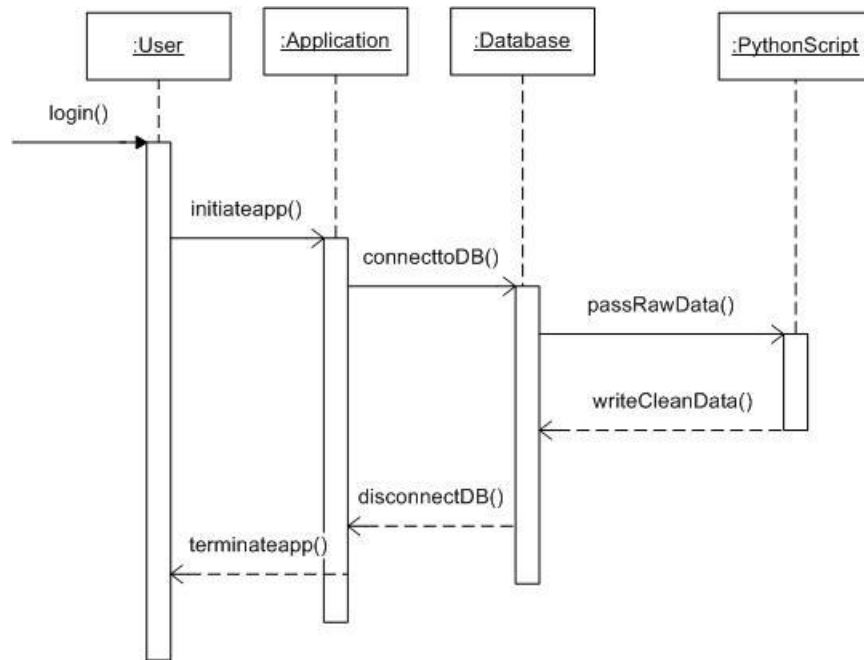 :User
:Application
:Database
:PythonScript
login()
initiateapp()
connecttoDB()
passRawData()
writeCleanData()
disconnectDB()
terminateapp()